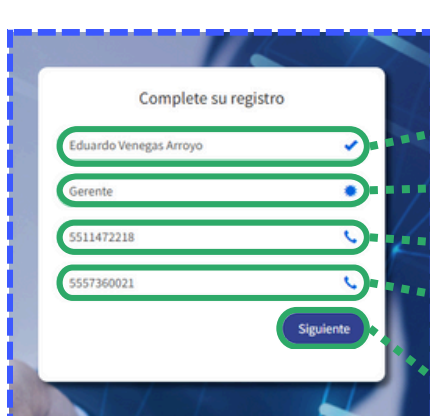 Complete su registro
Eduardo Venegas Arroyo
Gerente
5511472218
5557360021
Siguiente